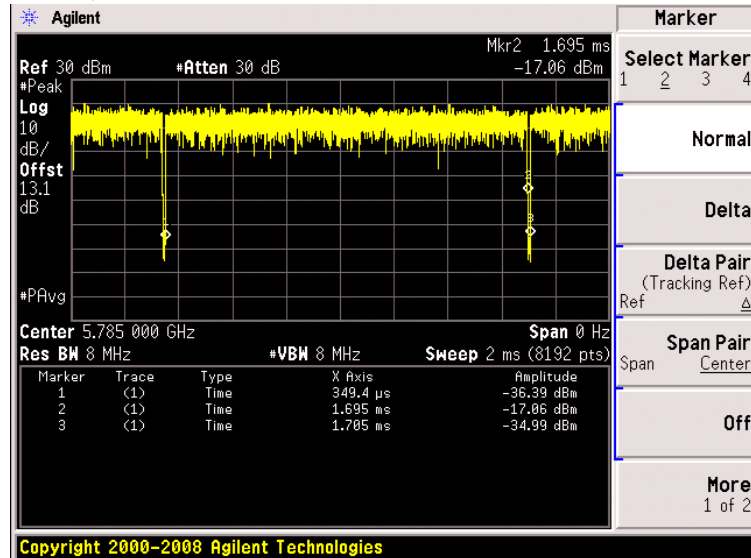 Agilent
Marker
Mkr2 1.695 ms
Ref 30 dBm #Atten 30 dB -17.06 dBm
#Peak
Log
10
dB/
Offst
13.1
dB
#PAvg
1
2
3
Center 5.785 000 GHz Span 0 Hz
Res BW 8 MHz #VBW 8 MHz Sweep 2 ms (8192 pts)
Marker Trace Type X Axis Amplitude
1 (1) Time 349.4 µs -36.39 dBm
2 (1) Time 1.695 ms -17.06 dBm
3 (1) Time 1.705 ms -34.99 dBm
Select Marker
1 2 3 4
Normal
Delta
Delta Pair
(Tracking Ref)
Ref Δ
Span Pair
Span Center
Off
More
1 of 2
Copyright 2000-2008 Agilent Technologies